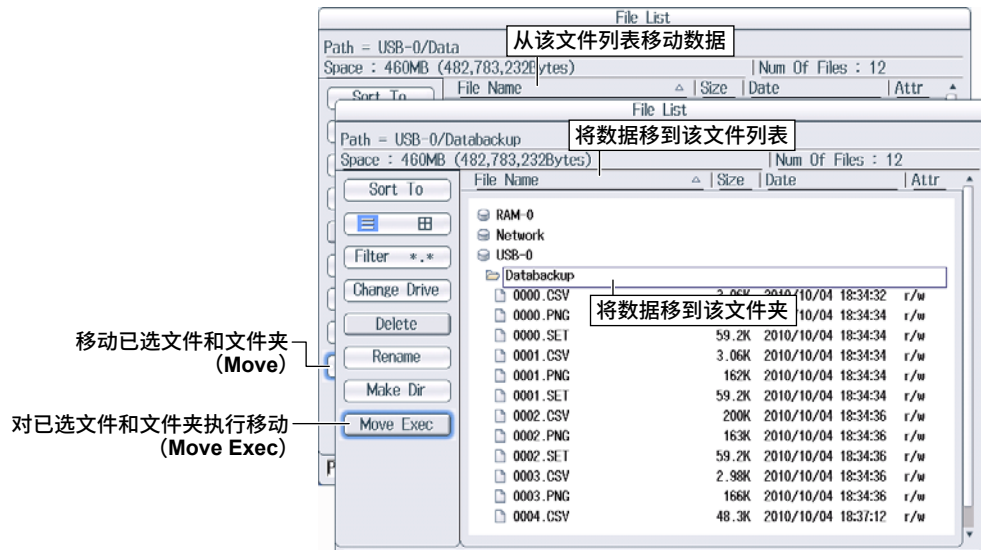 File List
从该文件列表移动数据
Path = USB-0/Data
Space : 460MB (482,783,232Bytes) Num Of Files : 12
Sort To File Name Size Date Attr
File List
将数据移到该文件列表
Path = USB-0/Databackup
Space : 460MB (482,783,232Bytes) Num Of Files : 12
File Name Size Date Attr
Sort To
Filter *.*
Change Drive
Delete
Rename
Make Dir
Move Exec
RAM-0
Network
USB-0
Databackup
0000.CSV 3.06K 2010/10/04 18:34:32 r/w
将数据移到该文件夹
0000.PNG 10/04 18:34:34 r/w
0000.SET 59.2K 2010/10/04 18:34:34 r/w
0001.CSV 3.06K 2010/10/04 18:34:34 r/w
0001.PNG 162K 2010/10/04 18:34:34 r/w
0001.SET 59.2K 2010/10/04 18:34:34 r/w
0002.CSV 200K 2010/10/04 18:34:36 r/w
0002.PNG 163K 2010/10/04 18:34:36 r/w
0002.SET 59.2K 2010/10/04 18:34:36 r/w
0003.CSV 2.98K 2010/10/04 18:34:36 r/w
0003.PNG 166K 2010/10/04 18:34:36 r/w
0004.CSV 48.3K 2010/10/04 18:37:12 r/w
移动已选文件和文件夹
（Move）
对已选文件和文件夹执行移动
（Move Exec）
P